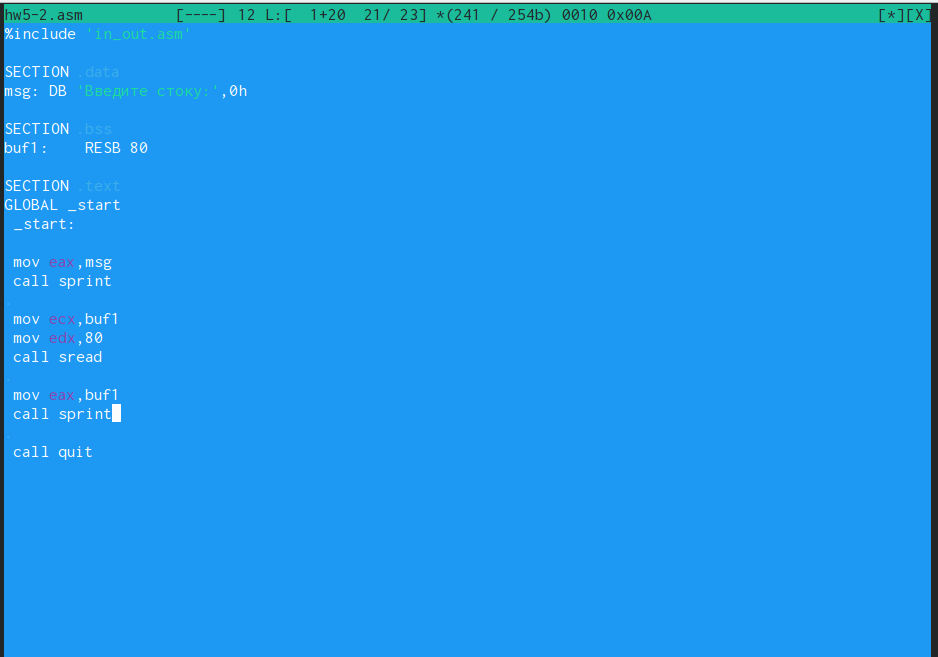 hw5-2.asm [----] 12 L:[ 1+20 21/ 23] *(241 / 254b) 0010 0x00A [*][X]
%include 'in_out.asm'
SECTION .data
msg: DB 'Введите стоку:',0h
SECTION .bss
buf1: RESB 80
SECTION .text
GLOBAL _start
_start:
mov eax,msg
call sprint
mov ecx,buf1
mov edx,80
call sread
mov eax,buf1
call sprint
call quit